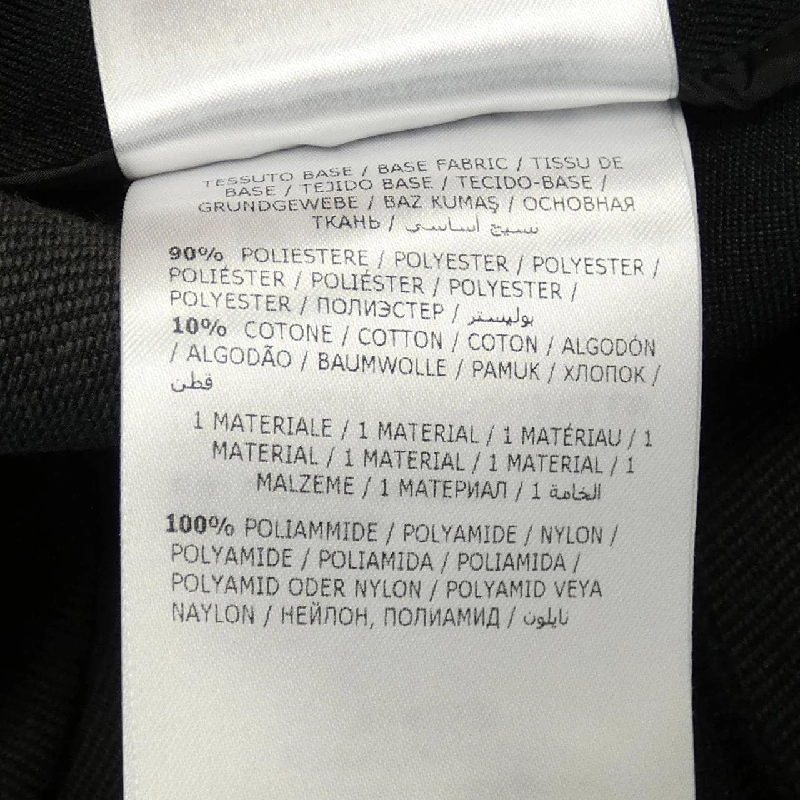 TESSUTO BASE / BASE FABRIC / TISSU DE
BASE / TEJIDO BASE / TECIDO-BASE /
GRUNDGEWEBE / BAZ KUMAŞ / ОСНОВНАЯ
ТКАНЬ / نسيج أساسي
90% POLIESTERE / POLYESTER / POLYESTER /
POLIÉSTER / POLIÉSTER / POLYESTER /
POLYESTER / ПОЛИЭСТЕР / بوليستر
10% COTONE / COTTON / COTON / ALGODÓN
/ ALGODÃO / BAUMWOLLE / PAMUK / ХЛОПОК /
قطن
1 MATERIALE / 1 MATERIAL / 1 MATÉRIAU / 1
MATERIAL / 1 MATERIAL / 1 MATERIAL / 1
MALZEME / 1 МАТЕРИАЛ / 1 الخامة
100% POLIAMMIDE / POLYAMIDE / NYLON /
POLYAMIDE / POLIAMIDA / POLIAMIDA /
POLYAMID ODER NYLON / POLYAMID VEYA
NAYLON / НЕЙЛОН, ПОЛИАМИД / نايلون